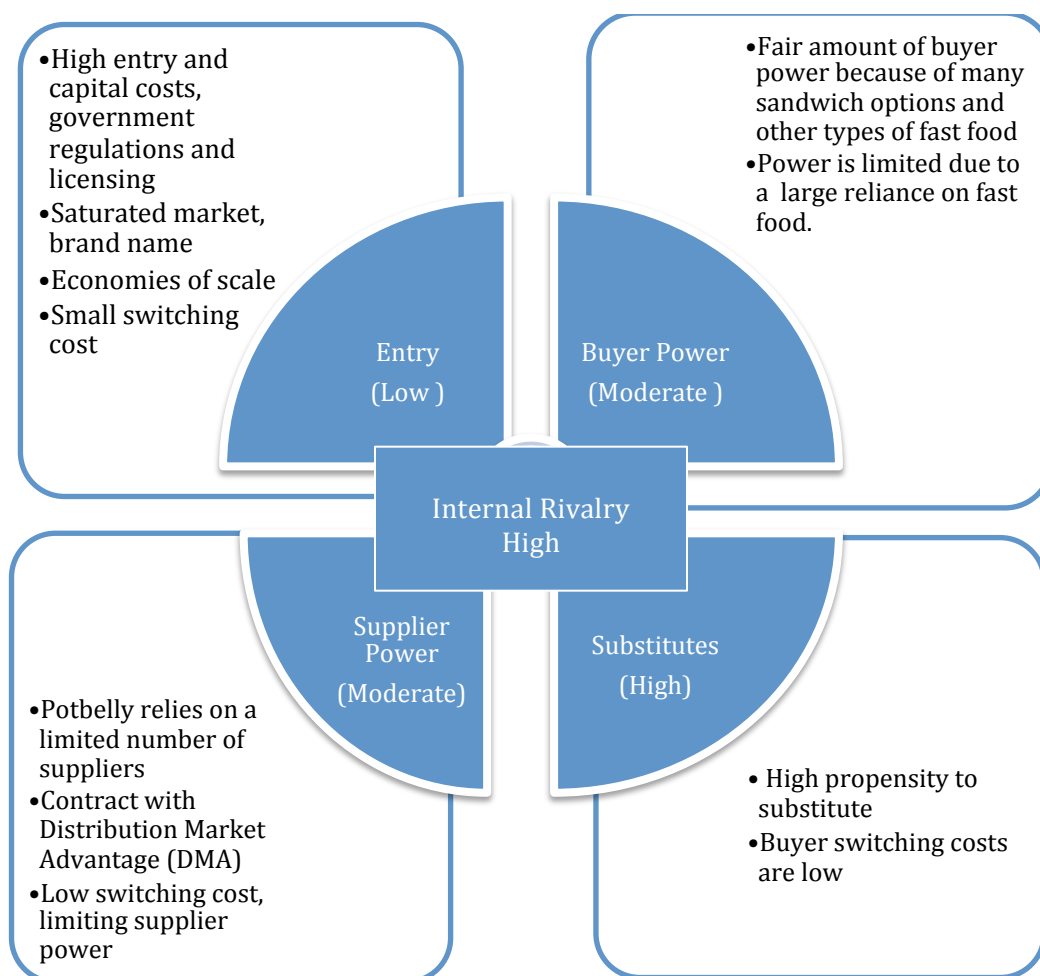 •High entry and
capital costs,
government
regulations and
licensing
•Saturated market,
brand name
•Economies of scale
•Small switching
cost
•Fair amount of buyer
power because of many
sandwich options and
other types of fast food
•Power is limited due to
a large reliance on fast
food.
Entry
(Low )
Buyer Power
(Moderate )
Internal Rivalry
High
Supplier
Power
(Moderate)
Substitutes
(High)
•Potbelly relies on a
limited number of
suppliers
•Contract with
Distribution Market
Advantage (DMA)
•Low switching cost,
limiting supplier
power
• High propensity to
substitute
•Buyer switching costs
are low